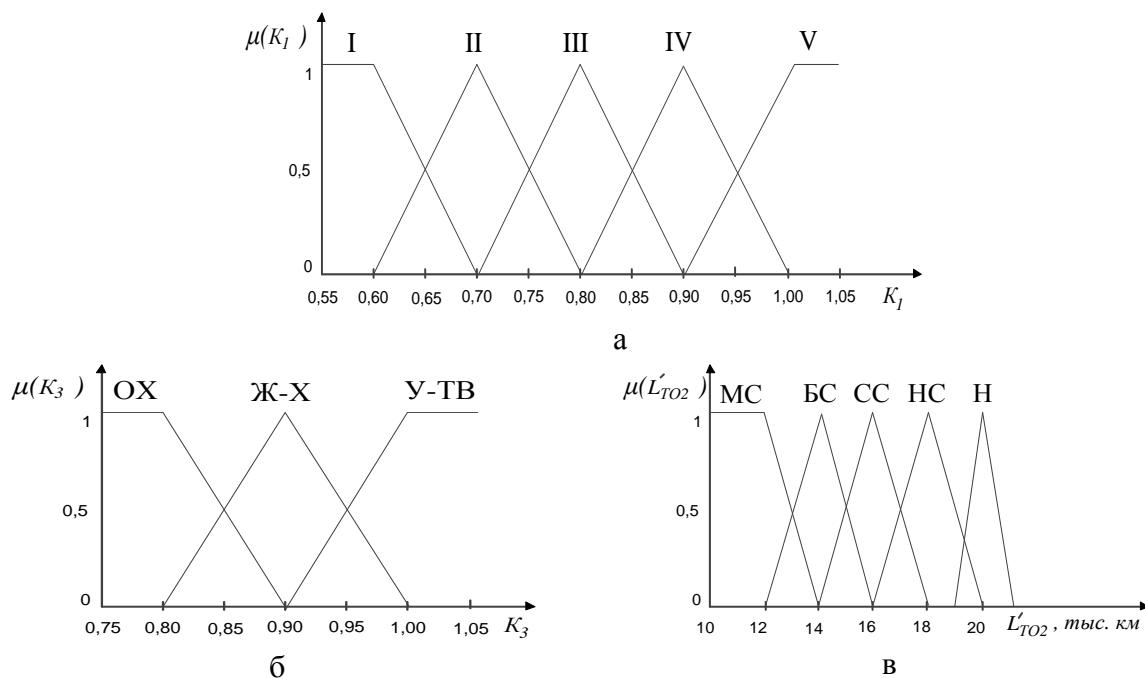 μ(K₁)
I II III IV V
1
0,5
0
0,55 0,60 0,65 0,70 0,75 0,80 0,85 0,90 0,95 1,00 1,05 K₁
а
μ(K₃)
ОХ Ж-Х У-ТВ
1
0,5
0
0,75 0,80 0,85 0,90 0,95 1,00 1,05 K₃
б
μ(L′ТО2)
МС БС СС НС Н
1
0,5
0
10 12 14 16 18 20 L′ТО2 , тыс. км
в